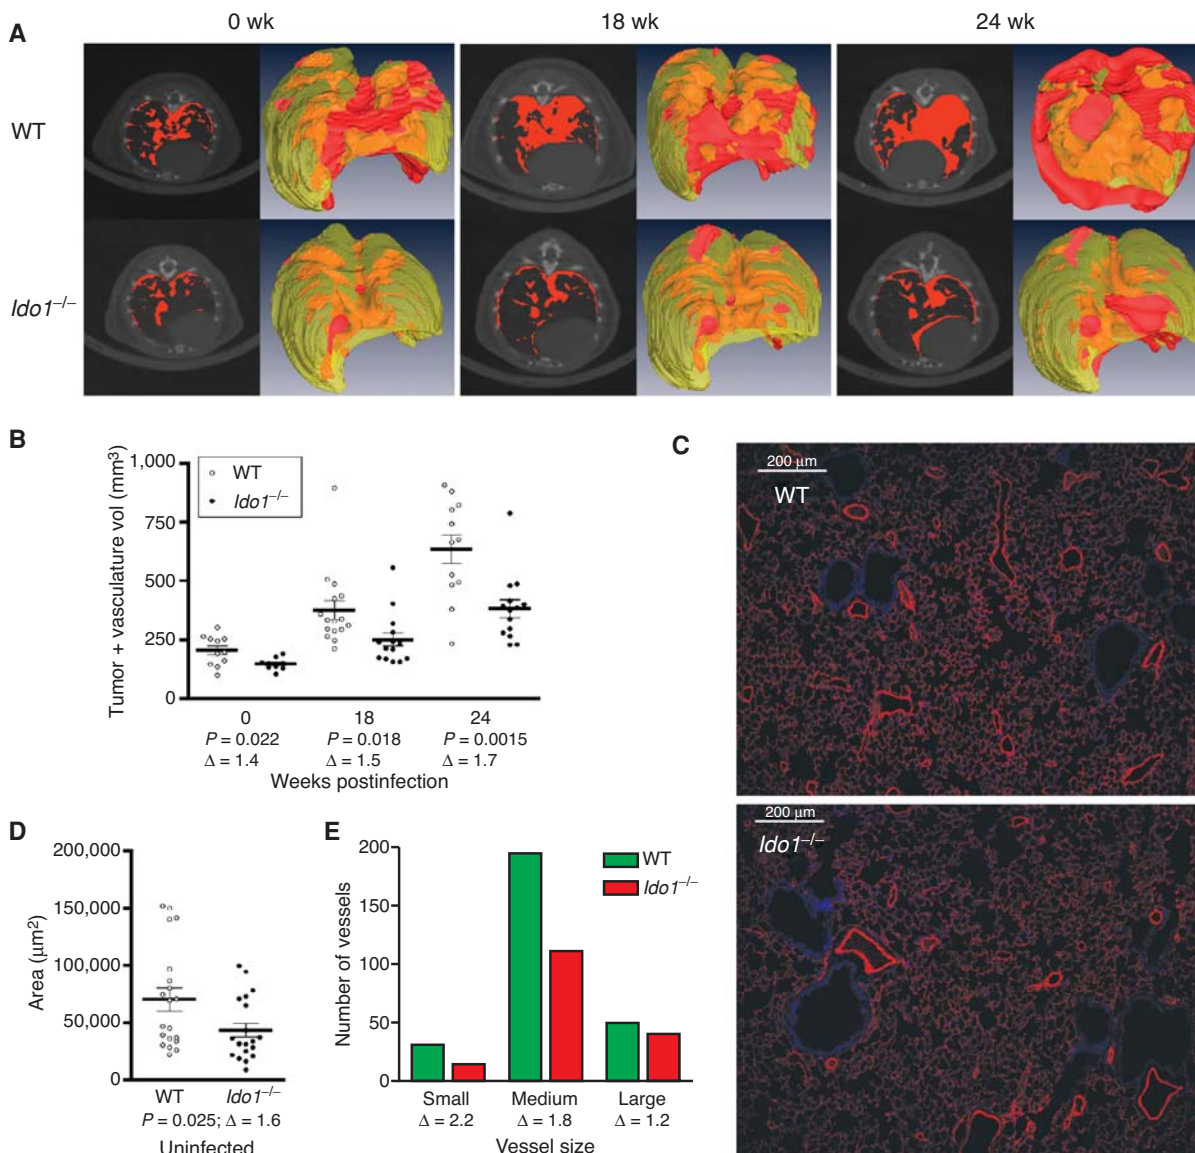 A
0 wk
18 wk
24 wk
WT
Ido1–/–
B
Tumor + vasculature vol (mm3)
1,000
750
500
250
0
WT
Ido1–/–
0
18
24
P = 0.022
P = 0.018
P = 0.0015
Δ = 1.4
Δ = 1.5
Δ = 1.7
Weeks postinfection
C
200 μm
WT
200 μm
Ido1–/–
D
Area (μm2)
200,000
150,000
100,000
50,000
0
WT
Ido1–/–
P = 0.025; Δ = 1.6
Uninfected
E
Number of vessels
200
150
100
50
0
WT
Ido1–/–
Small
Medium
Large
Δ = 2.2
Δ = 1.8
Δ = 1.2
Vessel size